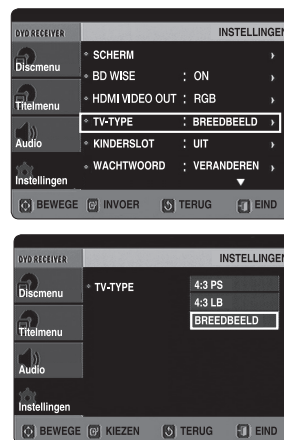 DVD RECEIVER INSTELLINGEN
Discmenu
Titelmenu
Audio
Instellingen
SCHERM
BD WISE : ON
HDMI VIDEO OUT : RGB
TV-TYPE : BREEDBEELD
KINDERSLOT : UIT
WACHTWOORD : VERANDEREN
BEWEGE INVOER TERUG EIND
DVD RECEIVER INSTELLINGEN
Discmenu
Titelmenu
Audio
Instellingen
TV-TYPE
4:3 PS
4:3 LB
BREEDBEELD
BEWEGE KIEZEN TERUG EIND